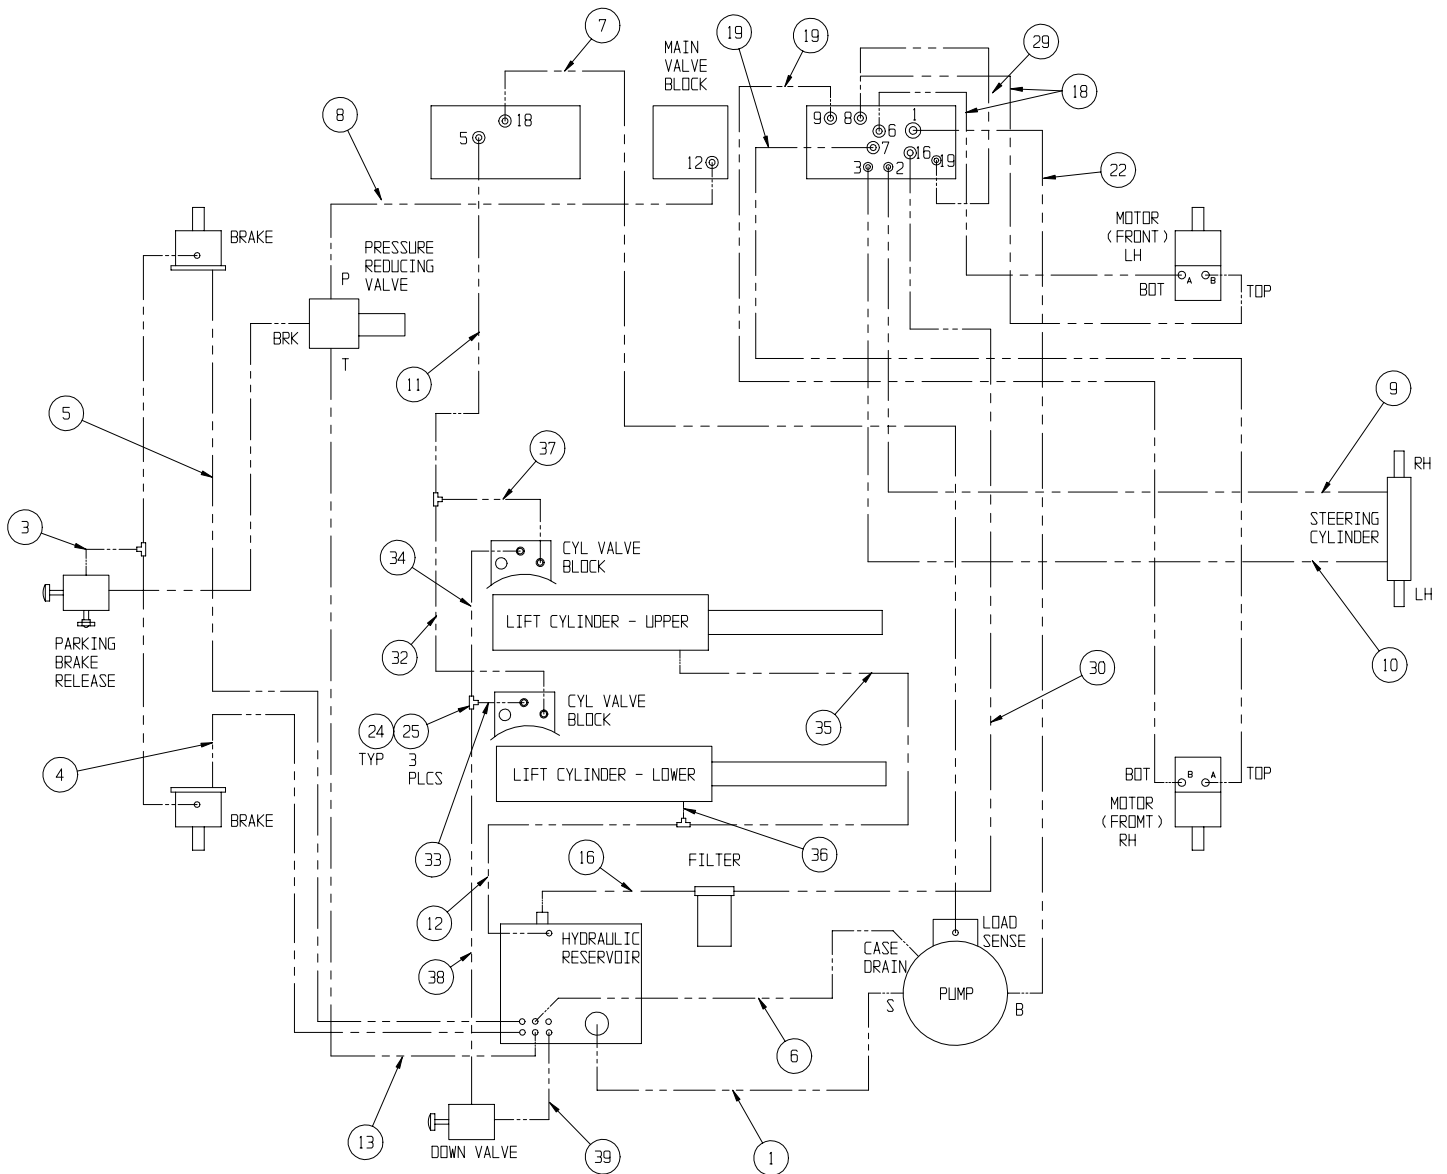 7
19
19
29
MAIN
VALVE
BLOCK
18
8
18
5
12
9
8
6
1
7
16
19
3
2
22
BRAKE
PRESSURE
REDUCING
VALVE
P
BRK
T
MOTOR
(FRONT)
LH
A
B
BOT
TOP
11
5
9
37
RH
3
STEERING
CYLINDER
34
CYL VALVE
BLOCK
LH
LIFT CYLINDER - UPPER
PARKING
BRAKE
RELEASE
32
10
30
CYL VALVE
BLOCK
35
24
25
TYP
3
PLCS
4
LIFT CYLINDER - LOWER
BOT
B
A
TOP
MOTOR
(FROMT)
RH
BRAKE
33
16
FILTER
36
12
HYDRAULIC
RESERVOIR
CASE
DRAIN
LOAD
SENSE
38
S
PUMP
B
6
13
DOWN VALVE
39
1